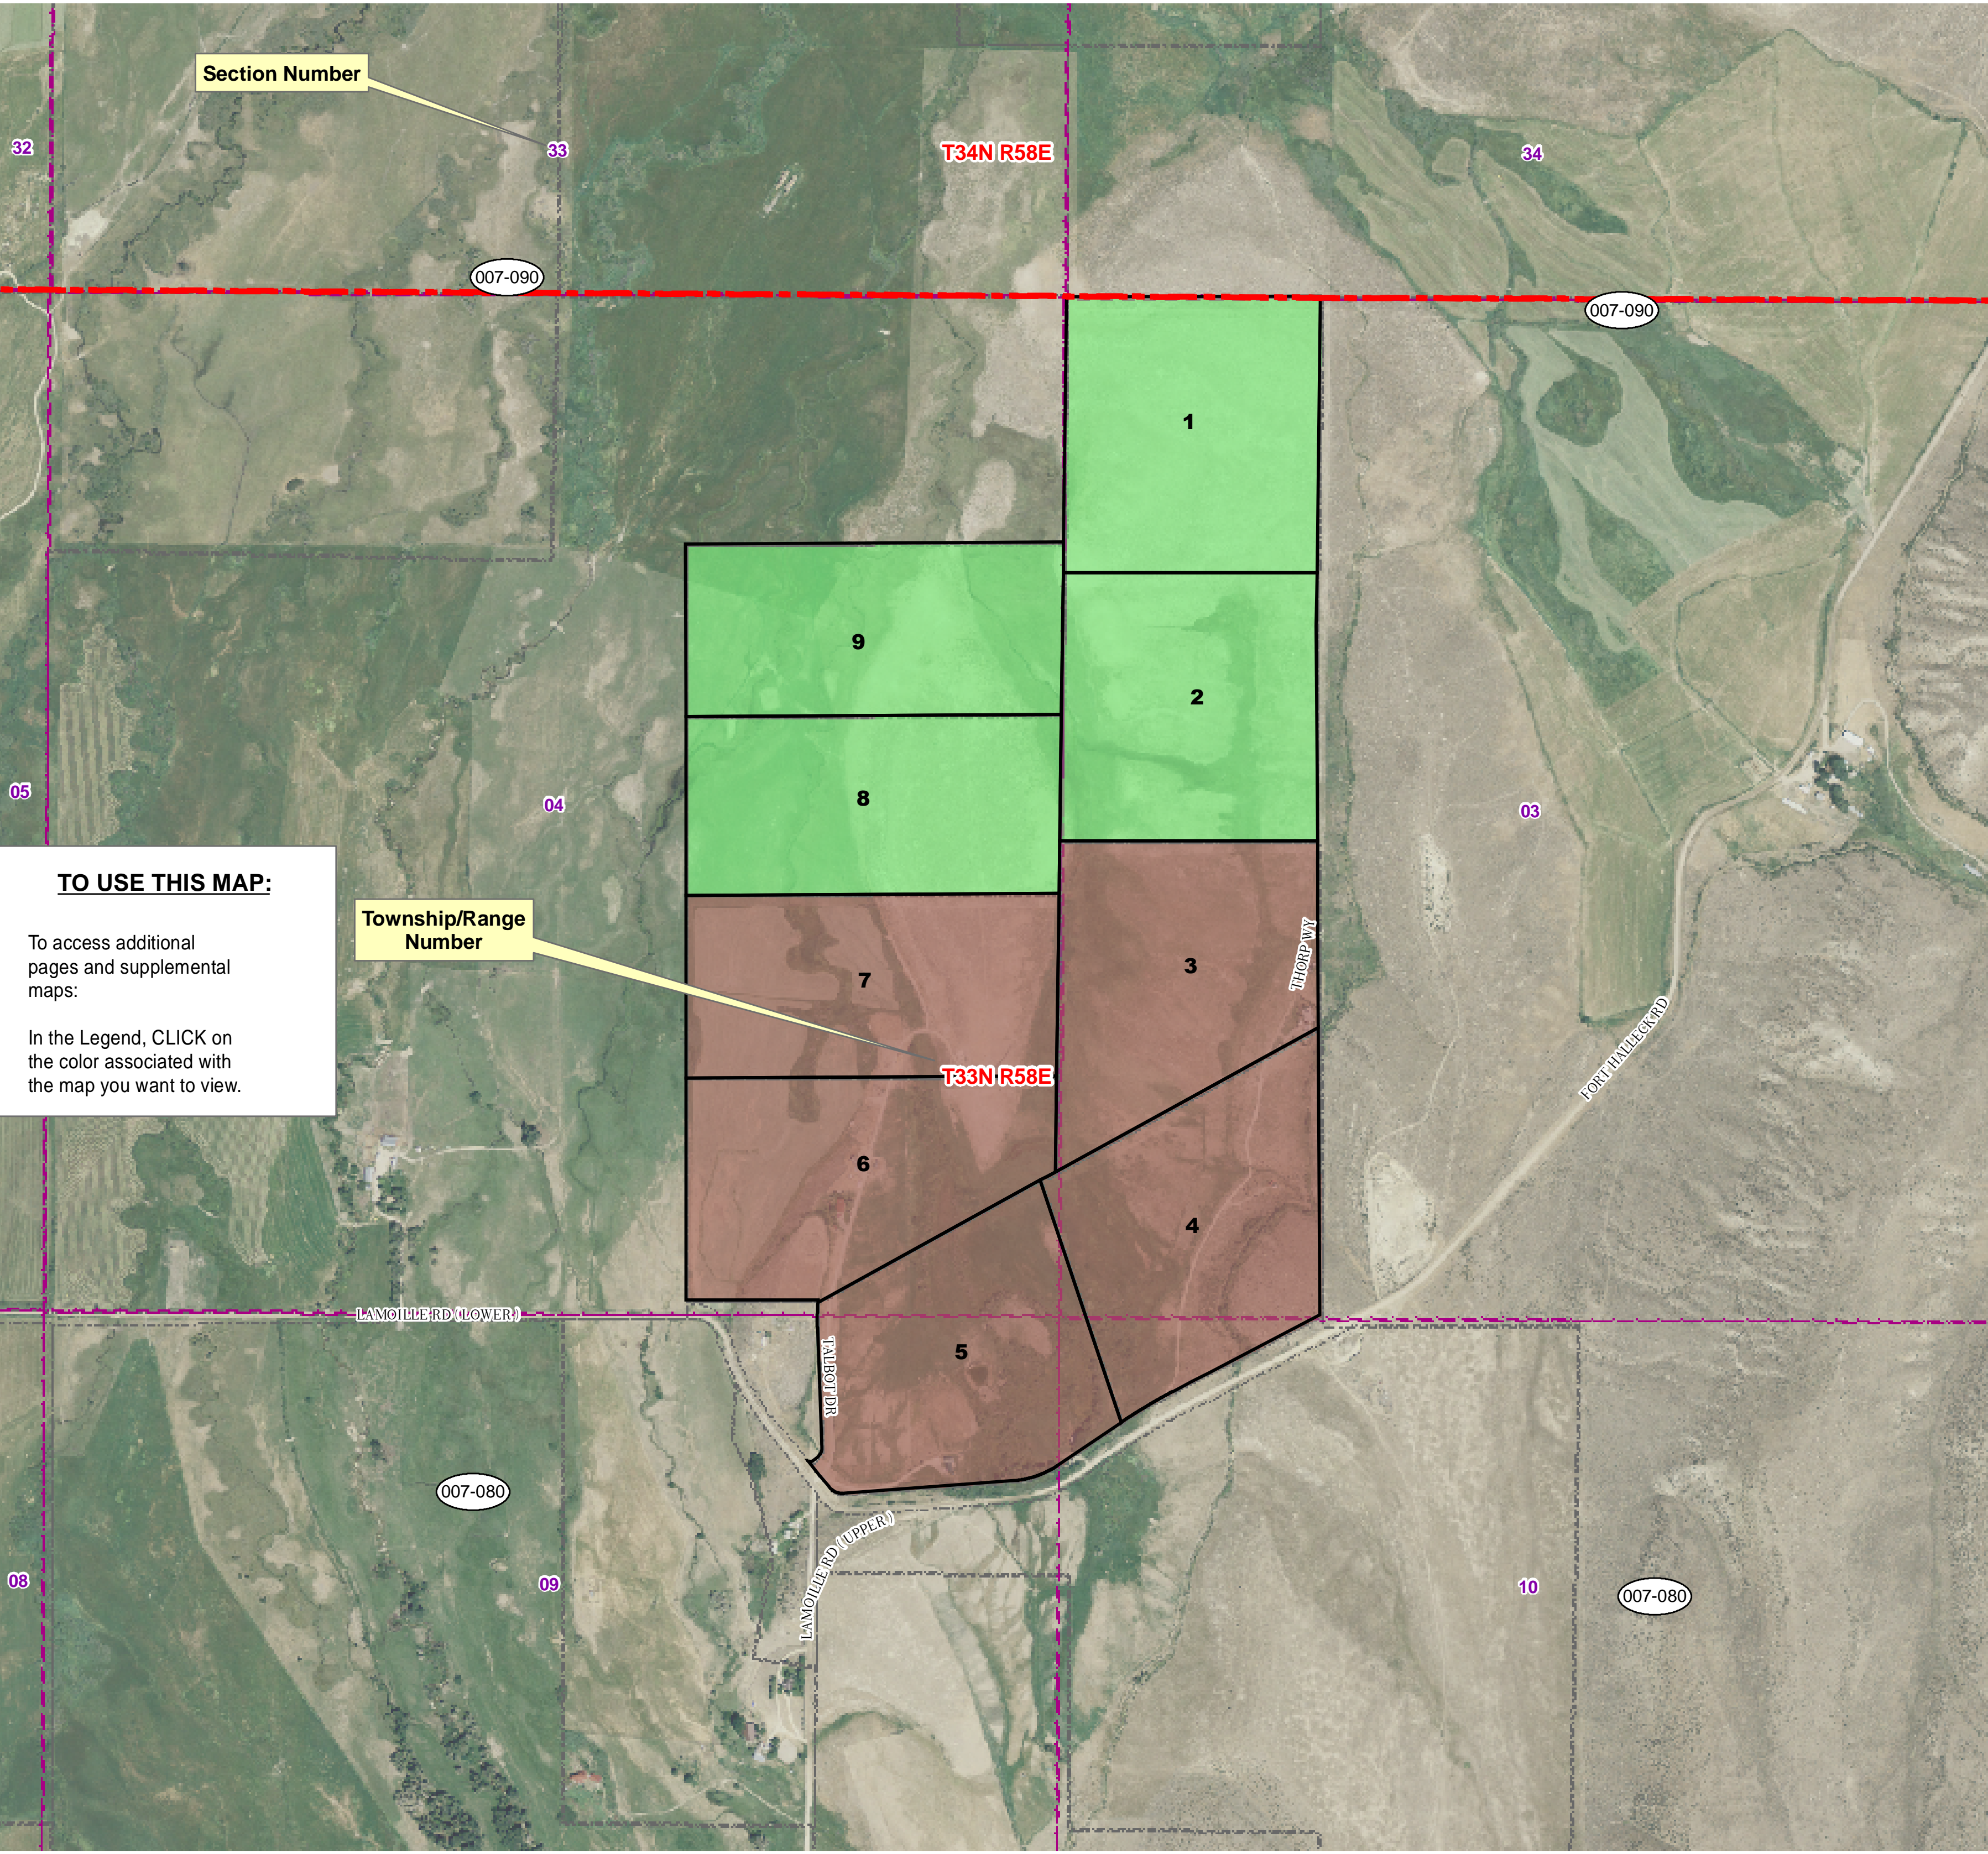 Section Number
32
33
T34N R58E
34
007-090
007-090
1
9
2
8
05
04
03
TO USE THIS MAP:
To access additional
pages and supplemental
maps:
In the Legend, CLICK on
the color associated with
the map you want to view.
Township/Range
Number
7
3
THORP WY
FORT HALLECK RD
T33N R58E
6
4
LAMOILLE RD (LOWER)
TALBOT DR
5
007-080
LAMOILLE RD (UPPER)
08
09
10
007-080